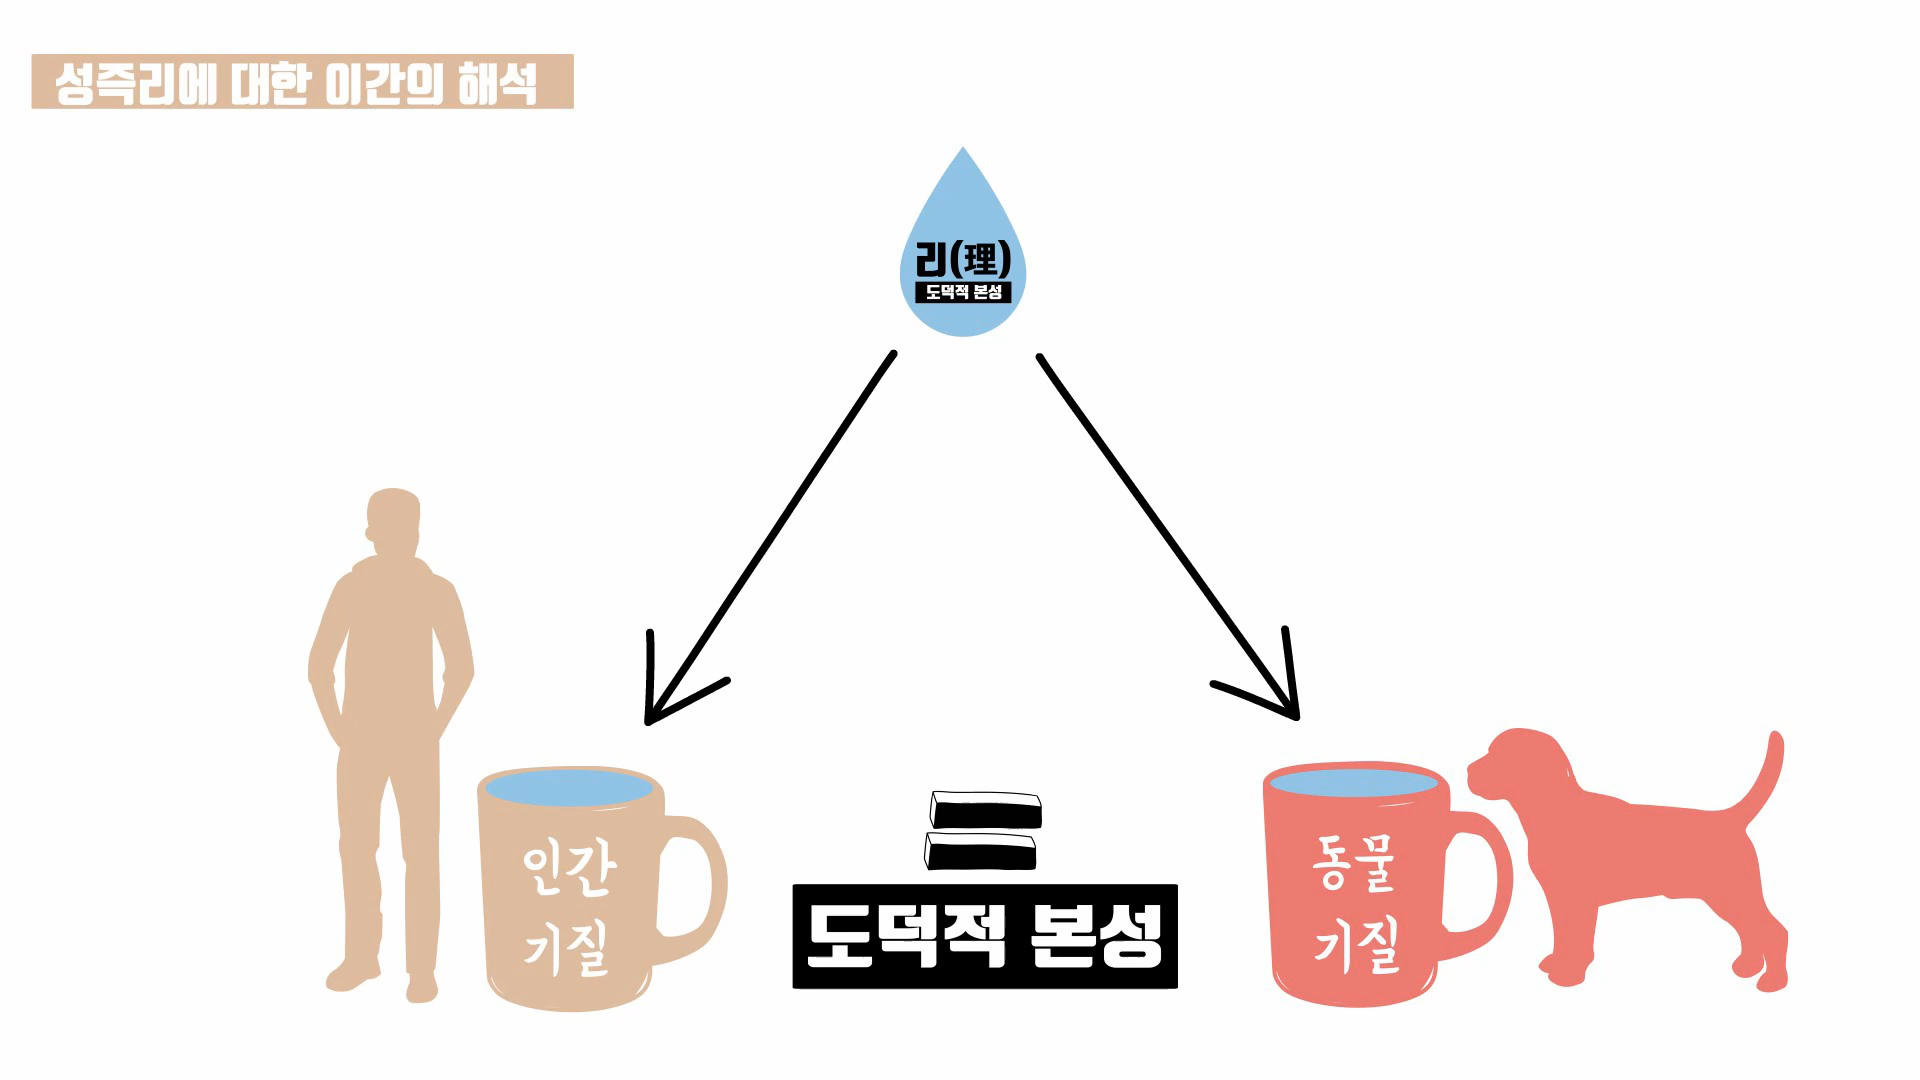 성즉리에 대한 이간의 해석
리(理)
도덕적 본성
인간
기질
도덕적 본성
동물
기질